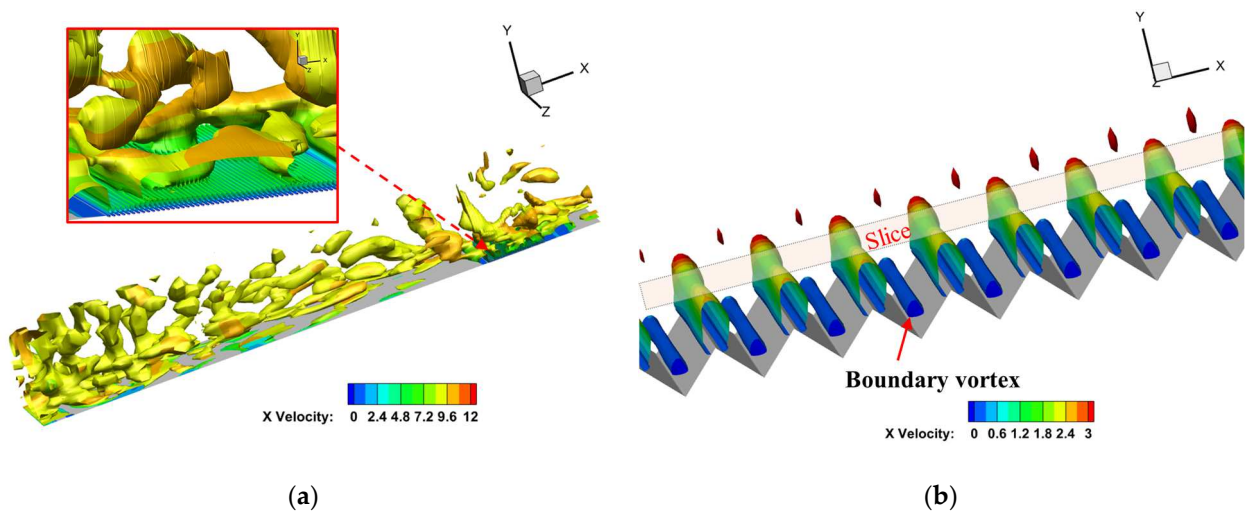 Y
X
Z
Y
X
Z
X Velocity: 0 2.4 4.8 7.2 9.6 12
(a)
Y
X
Z
Slice
Boundary vortex
X Velocity: 0 0.6 1.2 1.8 2.4 3
(b)